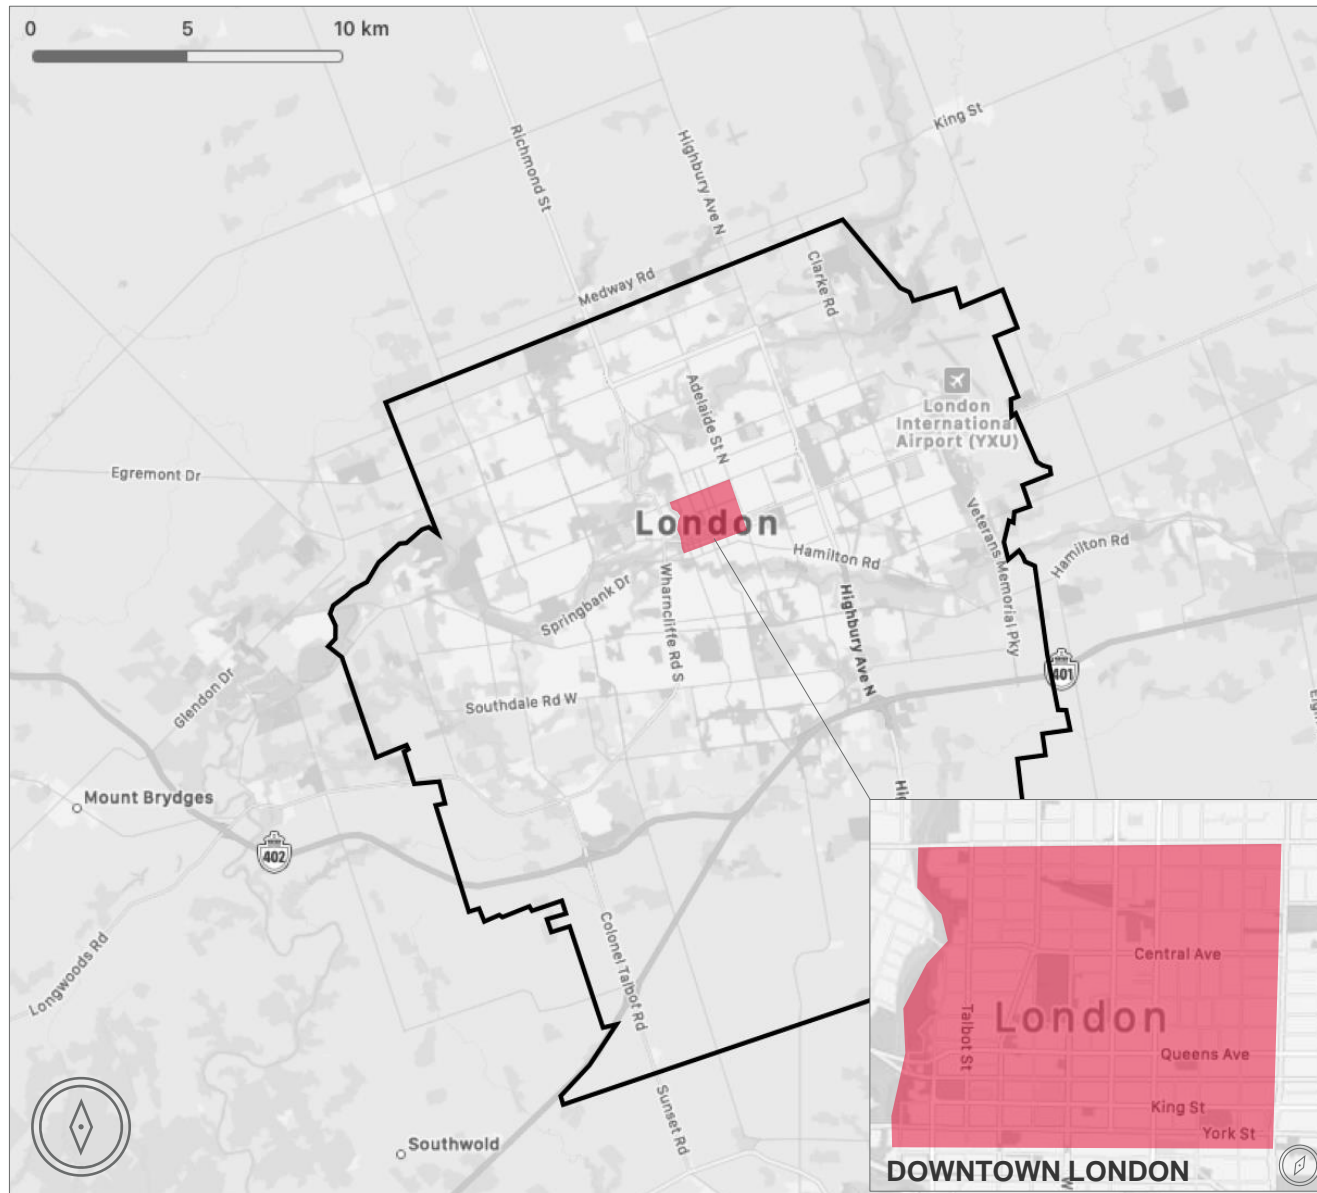 0 5 10 km
King St
Richmond St
Highbury Ave N
Medway Rd
Clarke Rd
Adelaide St N
London
International
Airport (YXU)
Egremont Dr
London
Hamilton Rd
Veterans Memorial Pky
Hamilton Rd
Springbank Dr
Wharncliffe Rd S
Highbury Ave N
401
Glendon Dr
Southdale Rd W
Mount Brydges
402
Longwoods Rd
Colonel Talbot Rd
Sunset Rd
Southwold
Central Ave
London
Talbot St
Queens Ave
King St
York St
DOWNTOWN LONDON